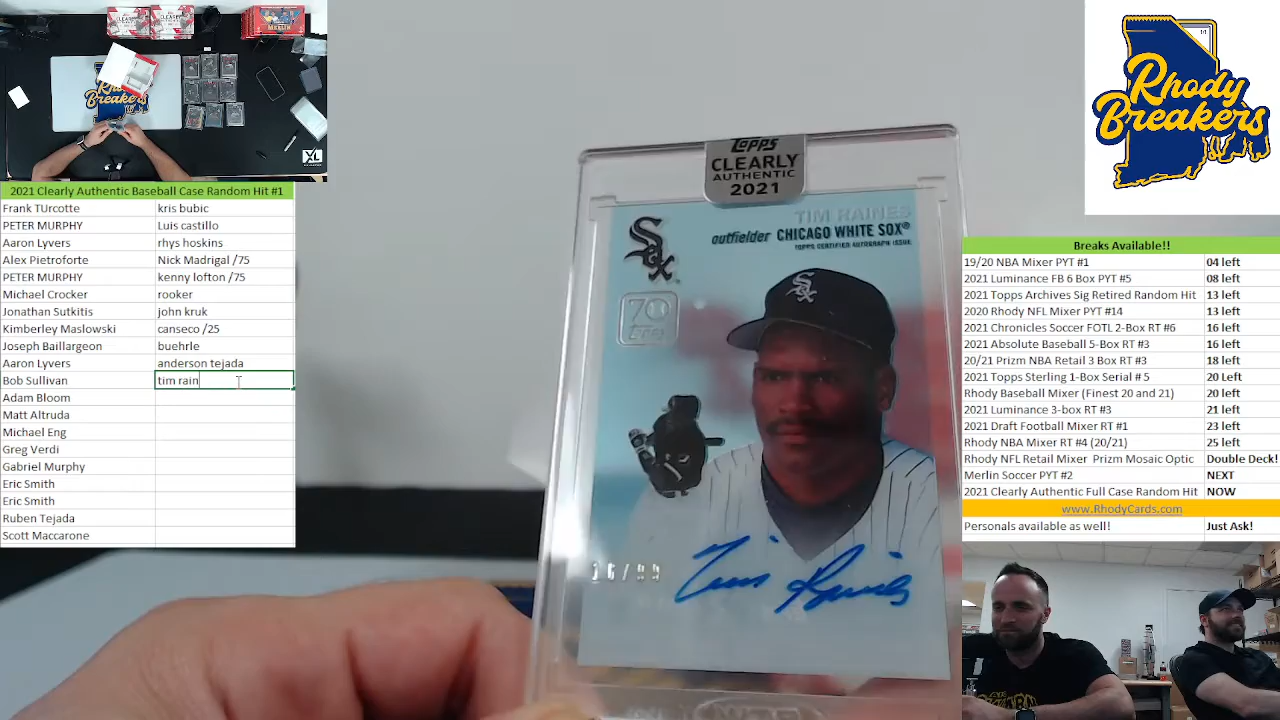 Rhody
Breakers
XL
2021 Clearly Authentic Baseball Case Random Hit #1
Frank TUrcotte kris bubic
PETER MURPHY Luis castillo
Aaron Lyvers rhys hoskins
Alex Pietroforte Nick Madrigal /75
PETER MURPHY kenny lofton /75
Michael Crocker rooker
Jonathan Sutkitis john kruk
Kimberley Maslowski canseco /25
Joseph Baillargeon buehrle
Aaron Lyvers anderson tejada
Bob Sullivan tim rain
Adam Bloom
Matt Altruda
Michael Eng
Greg Verdi
Gabriel Murphy
Eric Smith
Eric Smith
Ruben Tejada
Scott Maccarone
Topps
CLEARLY
AUTHENTIC
2021
TIM RAINES
outfielder CHICAGO WHITE SOX®
TOPPS CERTIFIED AUTOGRAPH ISSUE
Sox
70
Topps
16/99
Tim Raines
Rhody
Breakers
Breaks Available!!
19/20 NBA Mixer PYT #1 04 left
2021 Luminance FB 6 Box PYT #5 08 left
2021 Topps Archives Sig Retired Random Hit 13 left
2020 Rhody NFL Mixer PYT #14 13 left
2021 Chronicles Soccer FOTL 2-Box RT #6 16 left
2021 Absolute Baseball 5-Box RT #3 16 left
20/21 Prizm NBA Retail 3 Box RT #3 18 left
2021 Topps Sterling 1-Box Serial # 5 20 Left
Rhody Baseball Mixer (Finest 20 and 21) 20 left
2021 Luminance 3-box RT #3 21 left
2021 Draft Football Mixer RT #1 23 left
Rhody NBA Mixer RT #4 (20/21) 25 left
Rhody NFL Retail Mixer Prizm Mosaic Optic Double Deck!
Merlin Soccer PYT #2 NEXT
2021 Clearly Authentic Full Case Random Hit NOW
www.RhodyCards.com
Personals available as well! Just Ask!